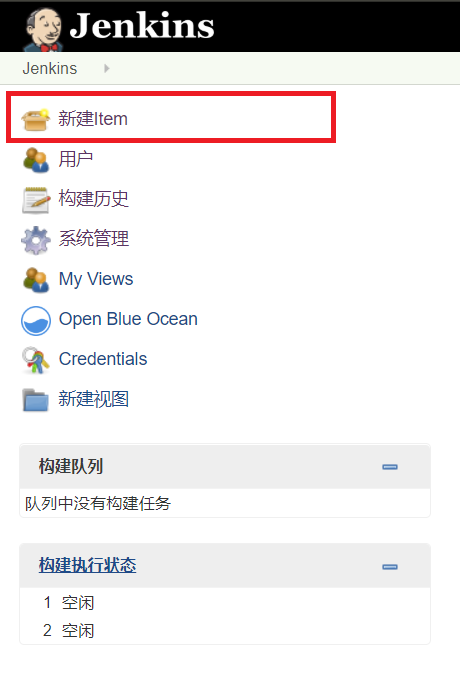 Jenkins
Jenkins
新建Item
用户
构建历史
系统管理
My Views
Open Blue Ocean
Credentials
新建视图
构建队列
队列中没有构建任务
构建执行状态
1 空闲
2 空闲